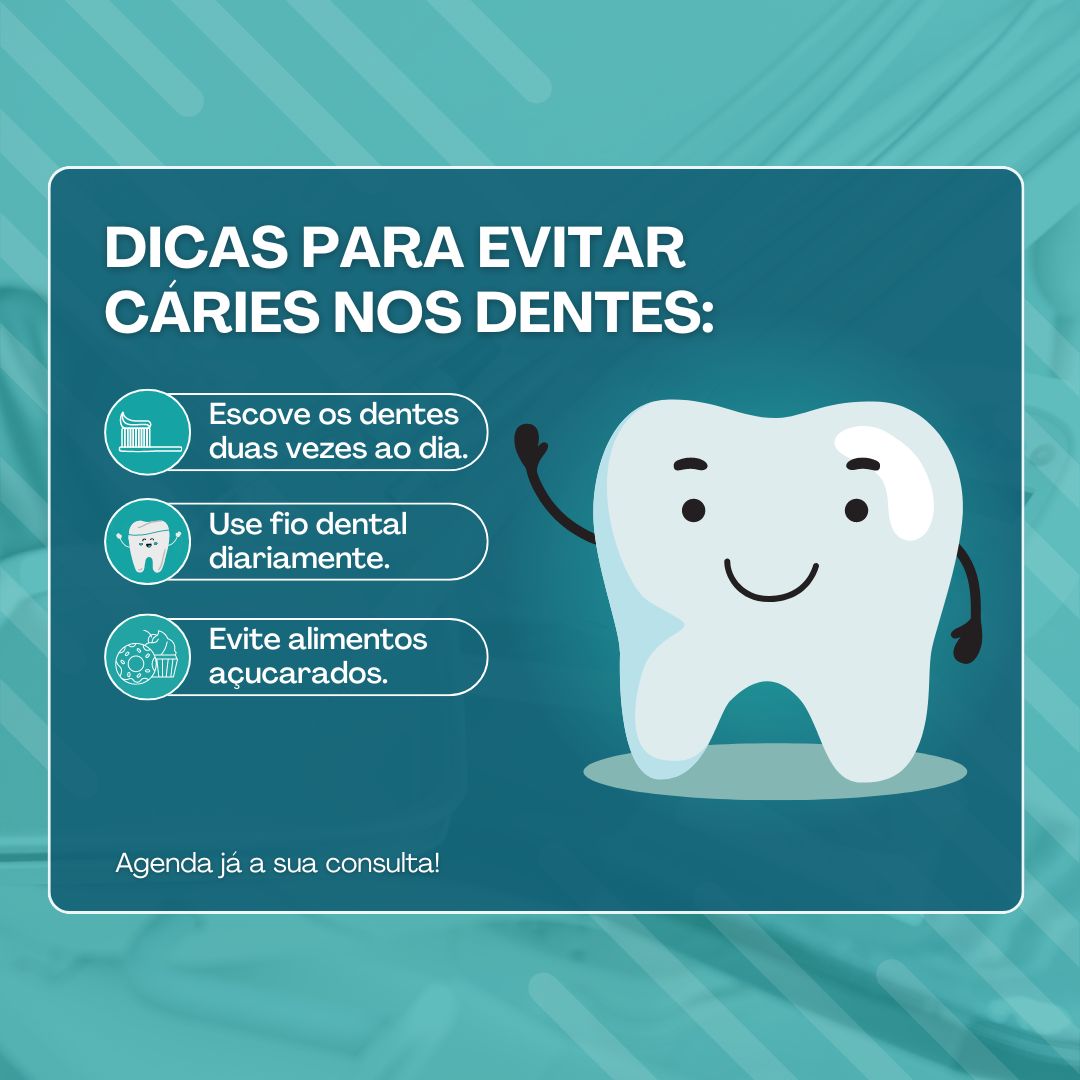 DICAS PARA EVITAR
CÁRIES NOS DENTES:
Escove os dentes
duas vezes ao dia.
Use fio dental
diariamente.
Evite alimentos
açucarados.
Agenda já a sua consulta!